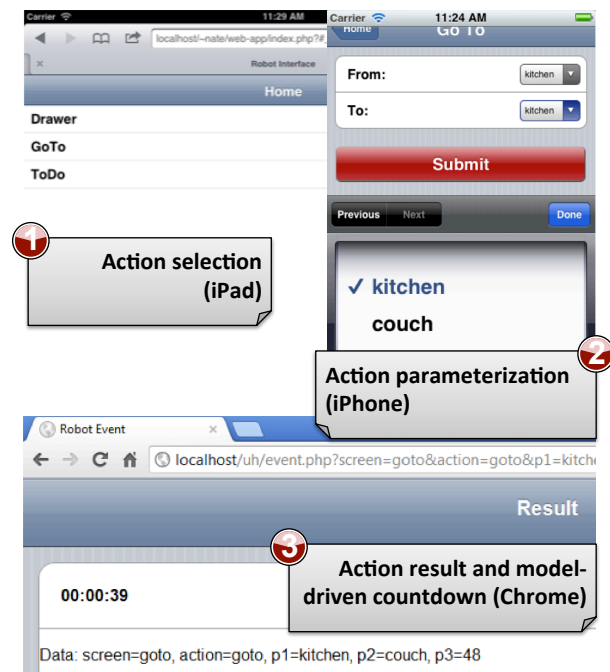 Carrier 11:29 AM
localhost/~nate/web-app/index.php?#
Robot Interface
Home
Drawer
GoTo
ToDo
1
Action selection
(iPad)
Carrier 11:24 AM
Home Go To
From: kitchen
To: kitchen
Submit
Previous Next Done
✓ kitchen
couch
2
Action parameterization
(iPhone)
Robot Event ×
localhost/uh/event.php?screen=goto&action=goto&p1=kitche
Result
3
Action result and model-
driven countdown (Chrome)
00:00:39
Data: screen=goto, action=goto, p1=kitchen, p2=couch, p3=48